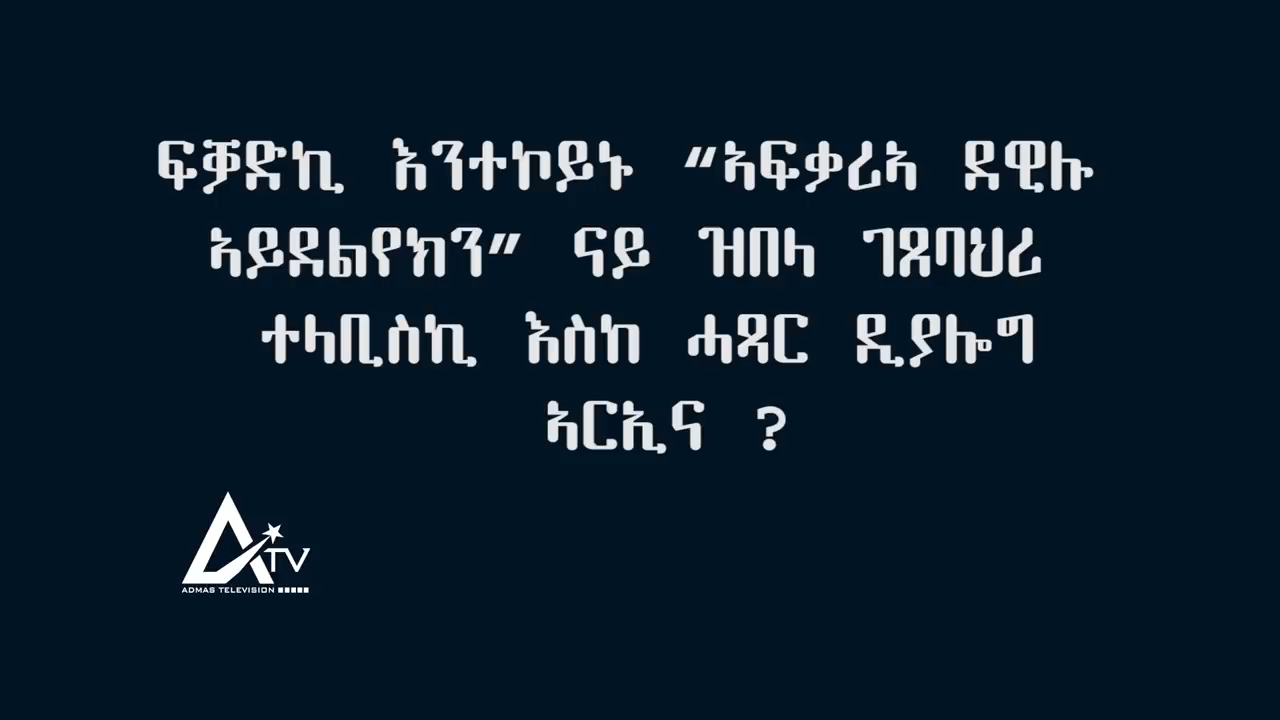 ፍቓድኪ እንተኮይኑ “ኣፍቃሪኣ ደዊሉ
ኣይደልየክን” ናይ ዝበላ ገጸባህሪ
ተላቢስኪ እስከ ሓጻር ዲያሎግ
ኣርኢና ?
ATV
ADMAS TELEVISION